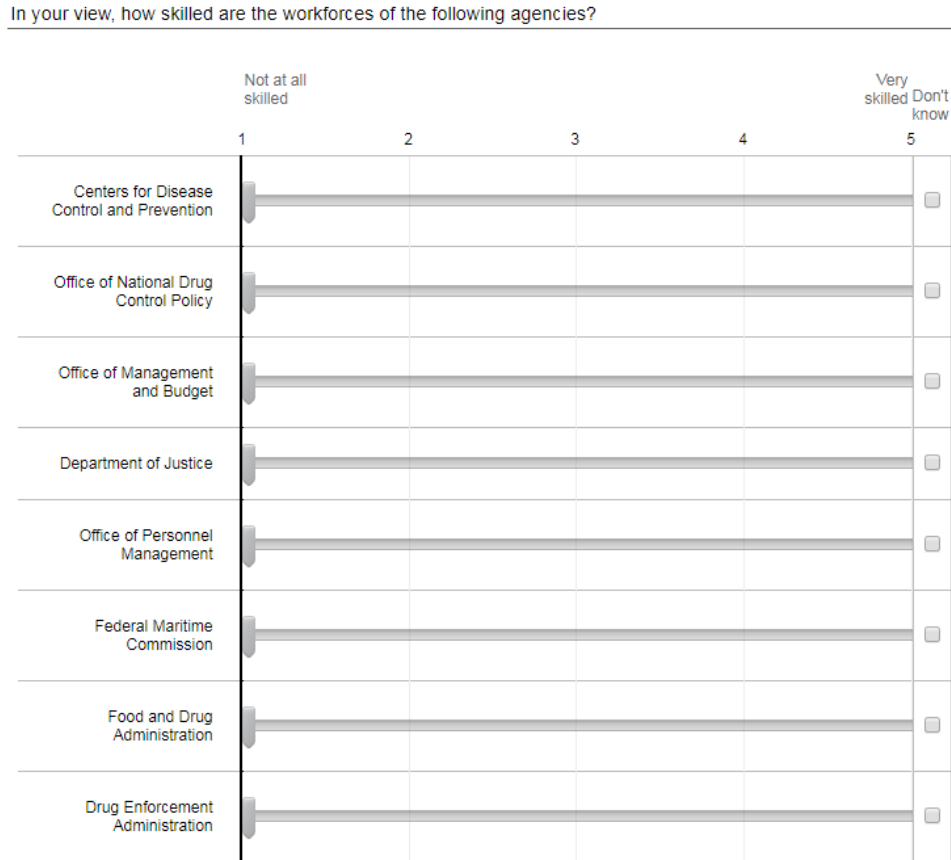 In your view, how skilled are the workforces of the following agencies?
Not at all
skilled
Very
skilled
Don't
know
1 2 3 4 5
Centers for Disease
Control and Prevention
Office of National Drug
Control Policy
Office of Management
and Budget
Department of Justice
Office of Personnel
Management
Federal Maritime
Commission
Food and Drug
Administration
Drug Enforcement
Administration